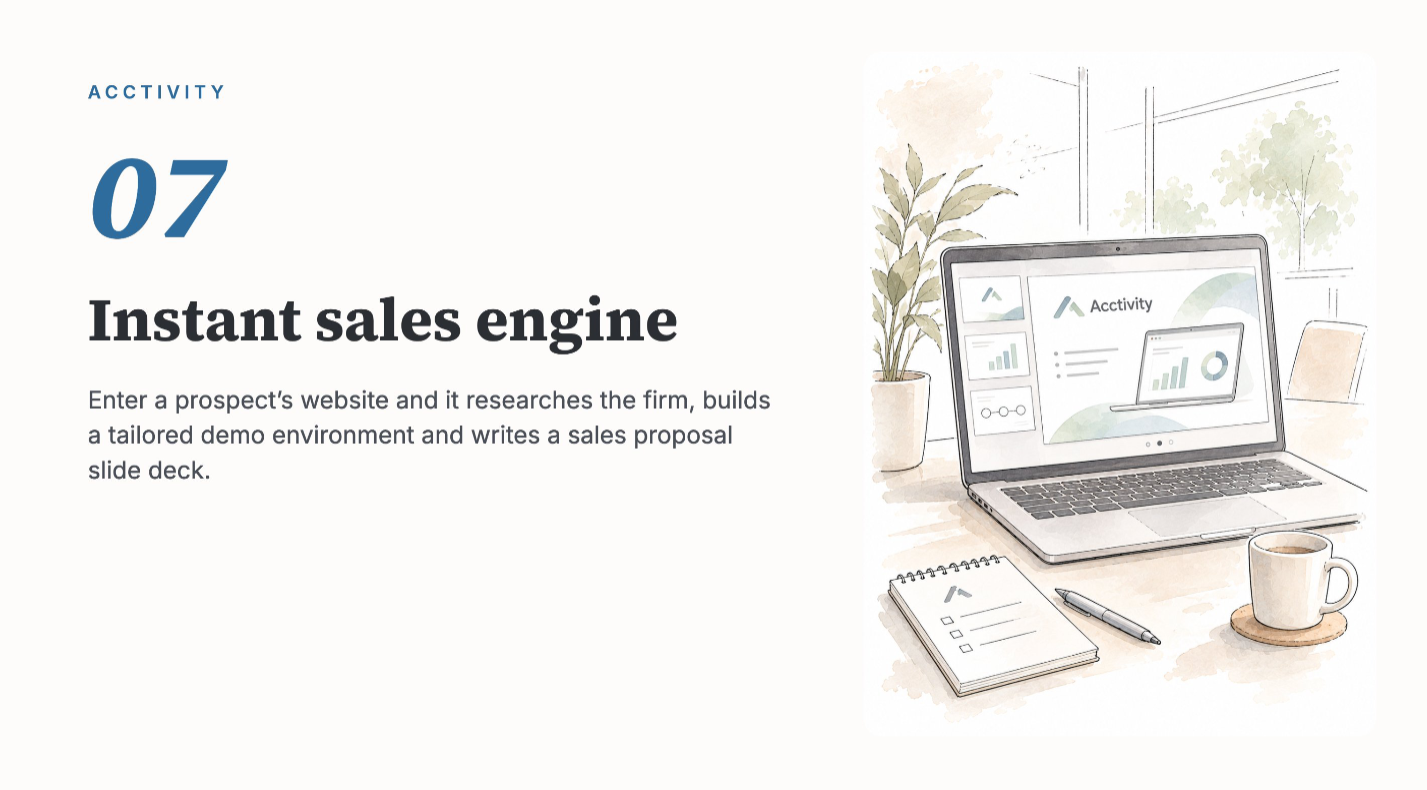 ACCTIVITY
07
Instant sales engine
Enter a prospect’s website and it researches the firm, builds
a tailored demo environment and writes a sales proposal
slide deck.
Acctivity